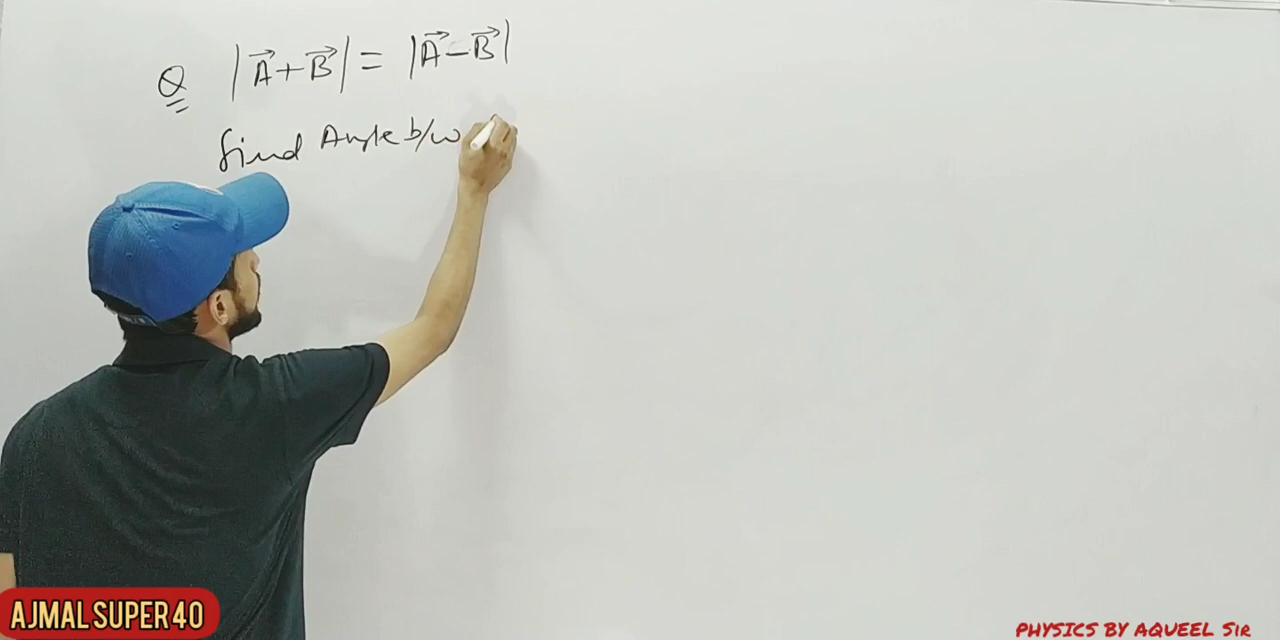 Q |A⃗+B⃗| = |A⃗−B⃗|
find Angle b/w
AJMAL SUPER 40
PHYSICS BY AQUEEL SIR